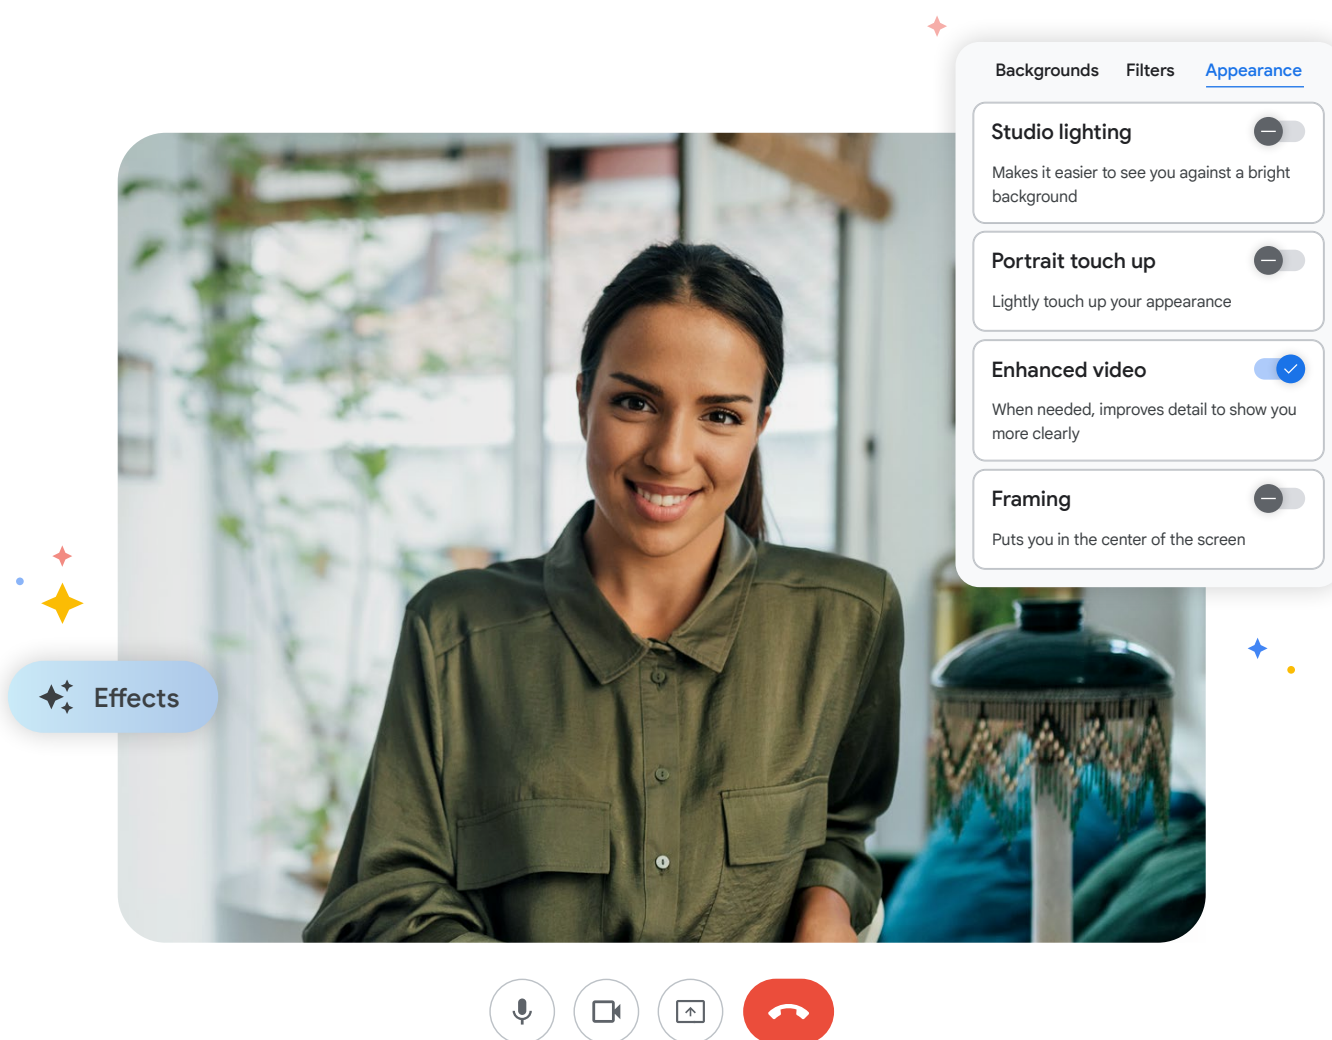 Backgrounds Filters Appearance
Studio lighting
Makes it easier to see you against a bright
background
Portrait touch up
Lightly touch up your appearance
Enhanced video
When needed, improves detail to show you
more clearly
Framing
Puts you in the center of the screen
Effects